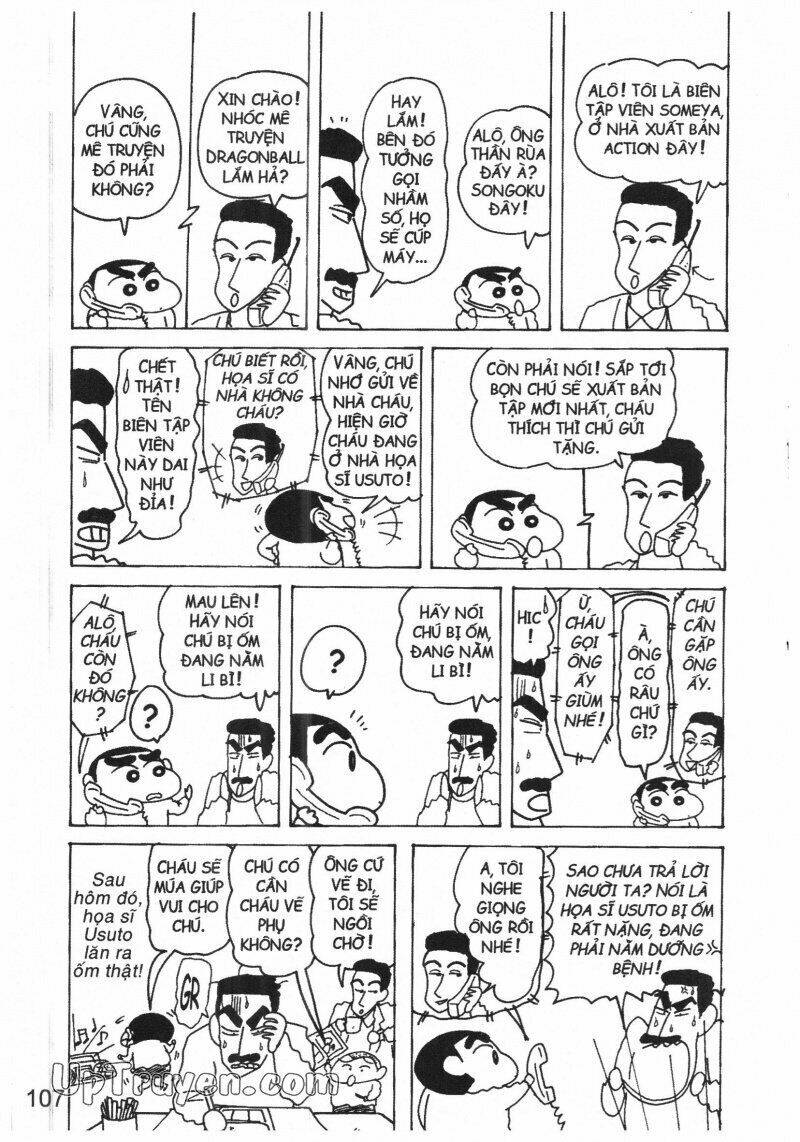 ALÔ! TÔI LÀ BIÊN
TẬP VIÊN SOMEYA,
Ở NHÀ XUẤT BẢN
ACTION ĐÂY!
ALÔ, ÔNG
THẦN RÙA
ĐẤY À?
SONGOKU
ĐÂY!
HAY
LẮM!
BÊN ĐÓ
TƯỞNG
GỌI
NHẦM
SỐ, HỌ
SẼ CÚP
MÁY...
XIN CHÀO!
NHÓC MÊ
TRUYỆN
DRAGONBALL
LẮM HẢ?
VÂNG,
CHÚ CŨNG
MÊ TRUYỆN
ĐÓ PHẢI
KHÔNG?
CÒN PHẢI NÓI! SẮP TỚI
BỌN CHÚ SẼ XUẤT BẢN
TẬP MỚI NHẤT, CHÁU
THÍCH THÌ CHÚ GỬI
TẶNG.
VÂNG, CHÚ
NHỚ GỬI VỀ
NHÀ CHÁU,
HIỆN GIỜ
CHÁU ĐANG
Ở NHÀ HỌA
SĨ USUTO!
CHÚ BIẾT RỒI,
HỌA SĨ CÓ
NHÀ KHÔNG
CHÁU?
CHẾT
THẬT!
TÊN
BIÊN TẬP
VIÊN
NÀY DAI
NHƯ
ĐỈA!
CHÚ
CẦN
GẶP
ÔNG
ẤY.
À,
ÔNG
CÓ
RÂU
CHỨ
GÌ?
Ừ,
CHÁU
GỌI
ÔNG
ẤY
GIÙM
NHÉ!
HIC
!
HÃY NÓI
CHÚ BỊ ỐM,
ĐANG NẰM
LI BÌ!
?
MAU LÊN!
HÃY NÓI
CHÚ BỊ ỐM,
ĐANG NẰM
LI BÌ!
?
ALÔ,
CHÁU
CÒN
ĐÓ
KHÔNG
?
SAO CHƯA TRẢ LỜI
NGƯỜI TA? NÓI LÀ
HỌA SĨ USUTO BỊ ỐM
RẤT NẶNG, ĐANG
PHẢI NẰM DƯỠNG
BỆNH!
A, TÔI
NGHE
GIỌNG
ÔNG RỒI
NHÉ!
ÔNG CỨ
VẼ ĐI,
TÔI SẼ
NGỒI
CHỜ!
CHÚ CÓ
CẦN
CHÁU VẼ
PHỤ
KHÔNG?
CHÁU SẼ
MÚA GIÚP
VUI CHO
CHÚ.
GR
Sau
hôm đó,
họa sĩ
Usuto
lăn ra
ốm thật!
107
UpTruyen.com